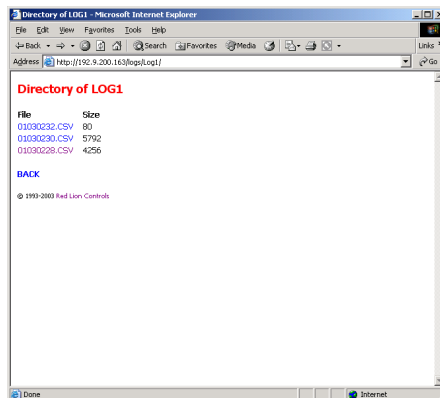 Directory of LOG1 - Microsoft Internet Explorer
File Edit View Favorites Tools Help
Back Search Favorites Media Links
Address http://192.9.200.163/logs/Log1/ Go
Directory of LOG1
File Size
01030232.CSV 80
01030230.CSV 5792
01030228.CSV 4256
BACK
© 1993-2003 Red Lion Controls
Done Internet